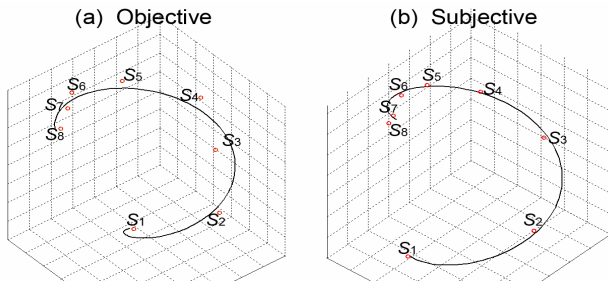 (a) Objective
S6
S5
S4
S7
S8
S3
S1
S2
(b) Subjective
S6
S5
S4
S7
S8
S3
S2
S1